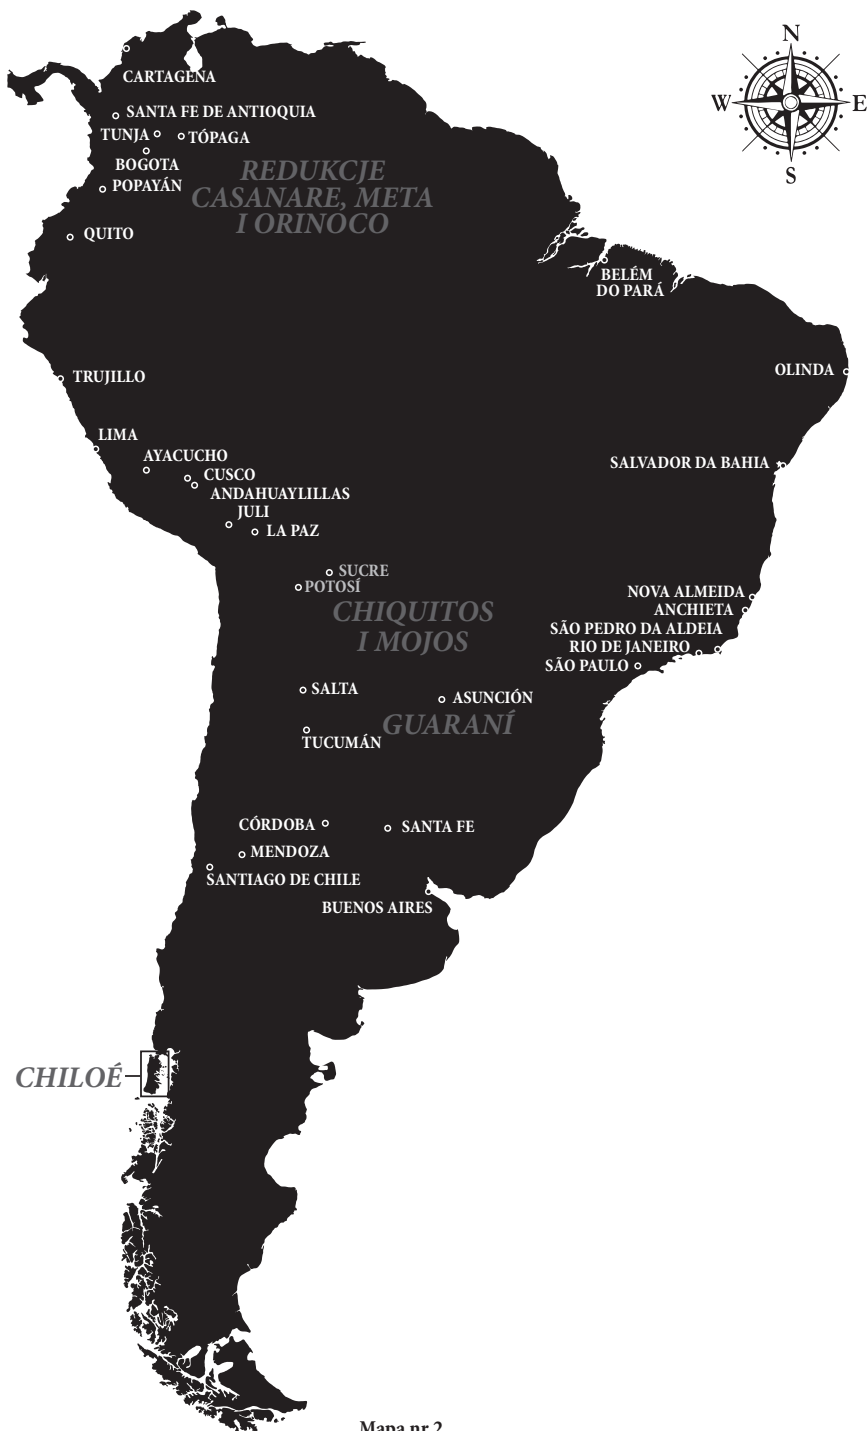 N
W
E
S
CARTAGENA
SANTA FE DE ANTIOQUIA
TUNJA
TÓPAGA
BOGOTA
POPAYÁN
REDUKCJE
CASANARE, META
I ORINOCO
QUITO
BELÉM
DO PARÁ
TRUJILLO
OLINDA
LIMA
AYACUCHO
SALVADOR DA BAHIA
CUSCO
ANDAHUAYLILLAS
JULI
LA PAZ
SUCRE
POTOSÍ
CHIQUITOS
I MOJOS
NOVA ALMEIDA
ANCHIETA
SÃO PEDRO DA ALDEIA
RIO DE JANEIRO
SÃO PAULO
SALTA
ASUNCIÓN
GUARANÍ
TUCUMÁN
CÓRDOBA
SANTA FE
MENDOZA
SANTIAGO DE CHILE
BUENOS AIRES
CHILOÉ
Mapa nr 2